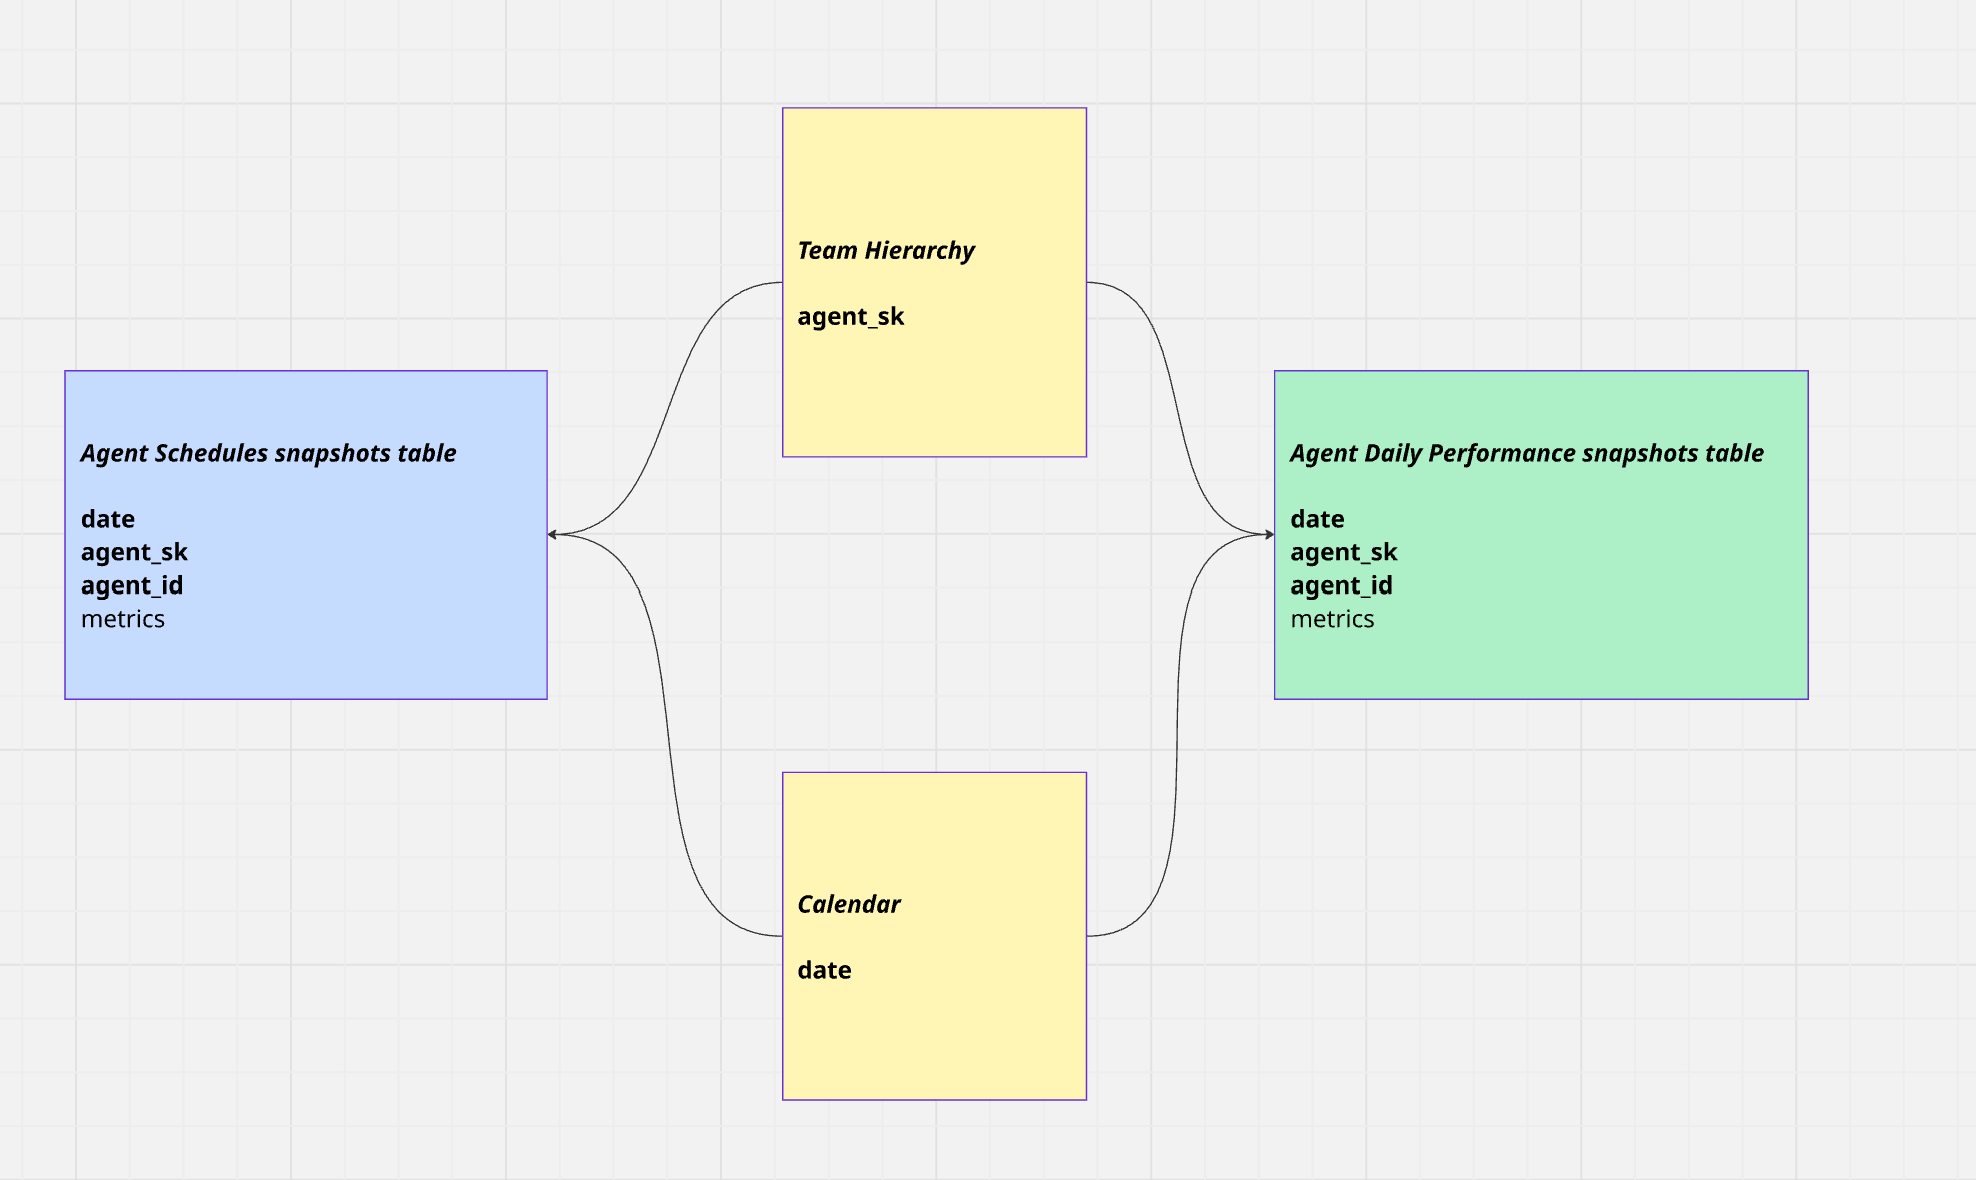 Team Hierarchy
agent_sk
Agent Schedules snapshots table
date
agent_sk
agent_id
metrics
Agent Daily Performance snapshots table
date
agent_sk
agent_id
metrics
Calendar
date